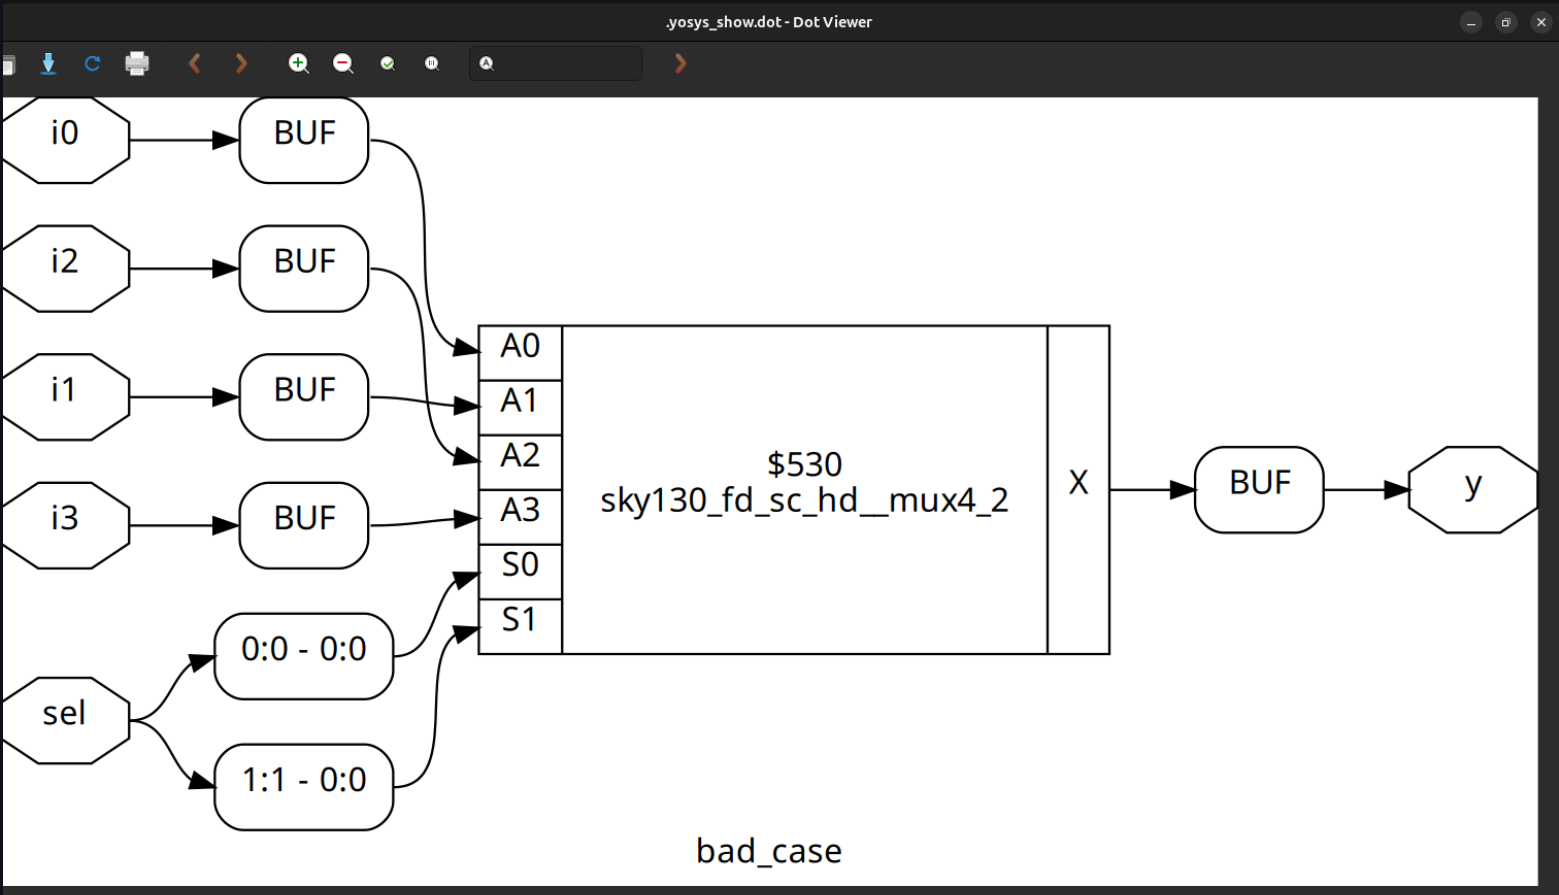 .yosys_show.dot - Dot Viewer
i0
BUF
i2
BUF
i1
BUF
i3
BUF
sel
0:0 - 0:0
1:1 - 0:0
A0
A1
A2
A3
S0
S1
$530
sky130_fd_sc_hd__mux4_2
X
BUF
y
bad_case